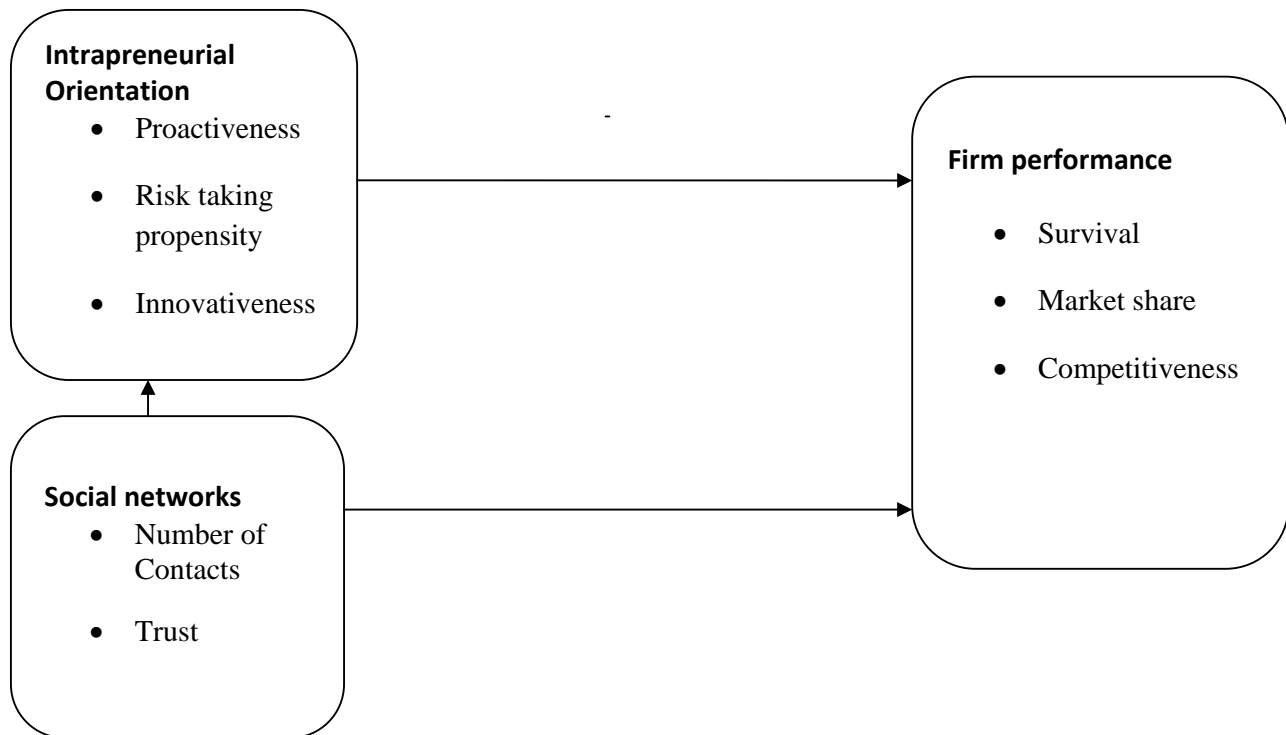 Intrapreneurial
Orientation
• Proactiveness
• Risk taking
propensity
• Innovativeness
-
Firm performance
• Survival
• Market share
• Competitiveness
Social networks
• Number of
Contacts
• Trust